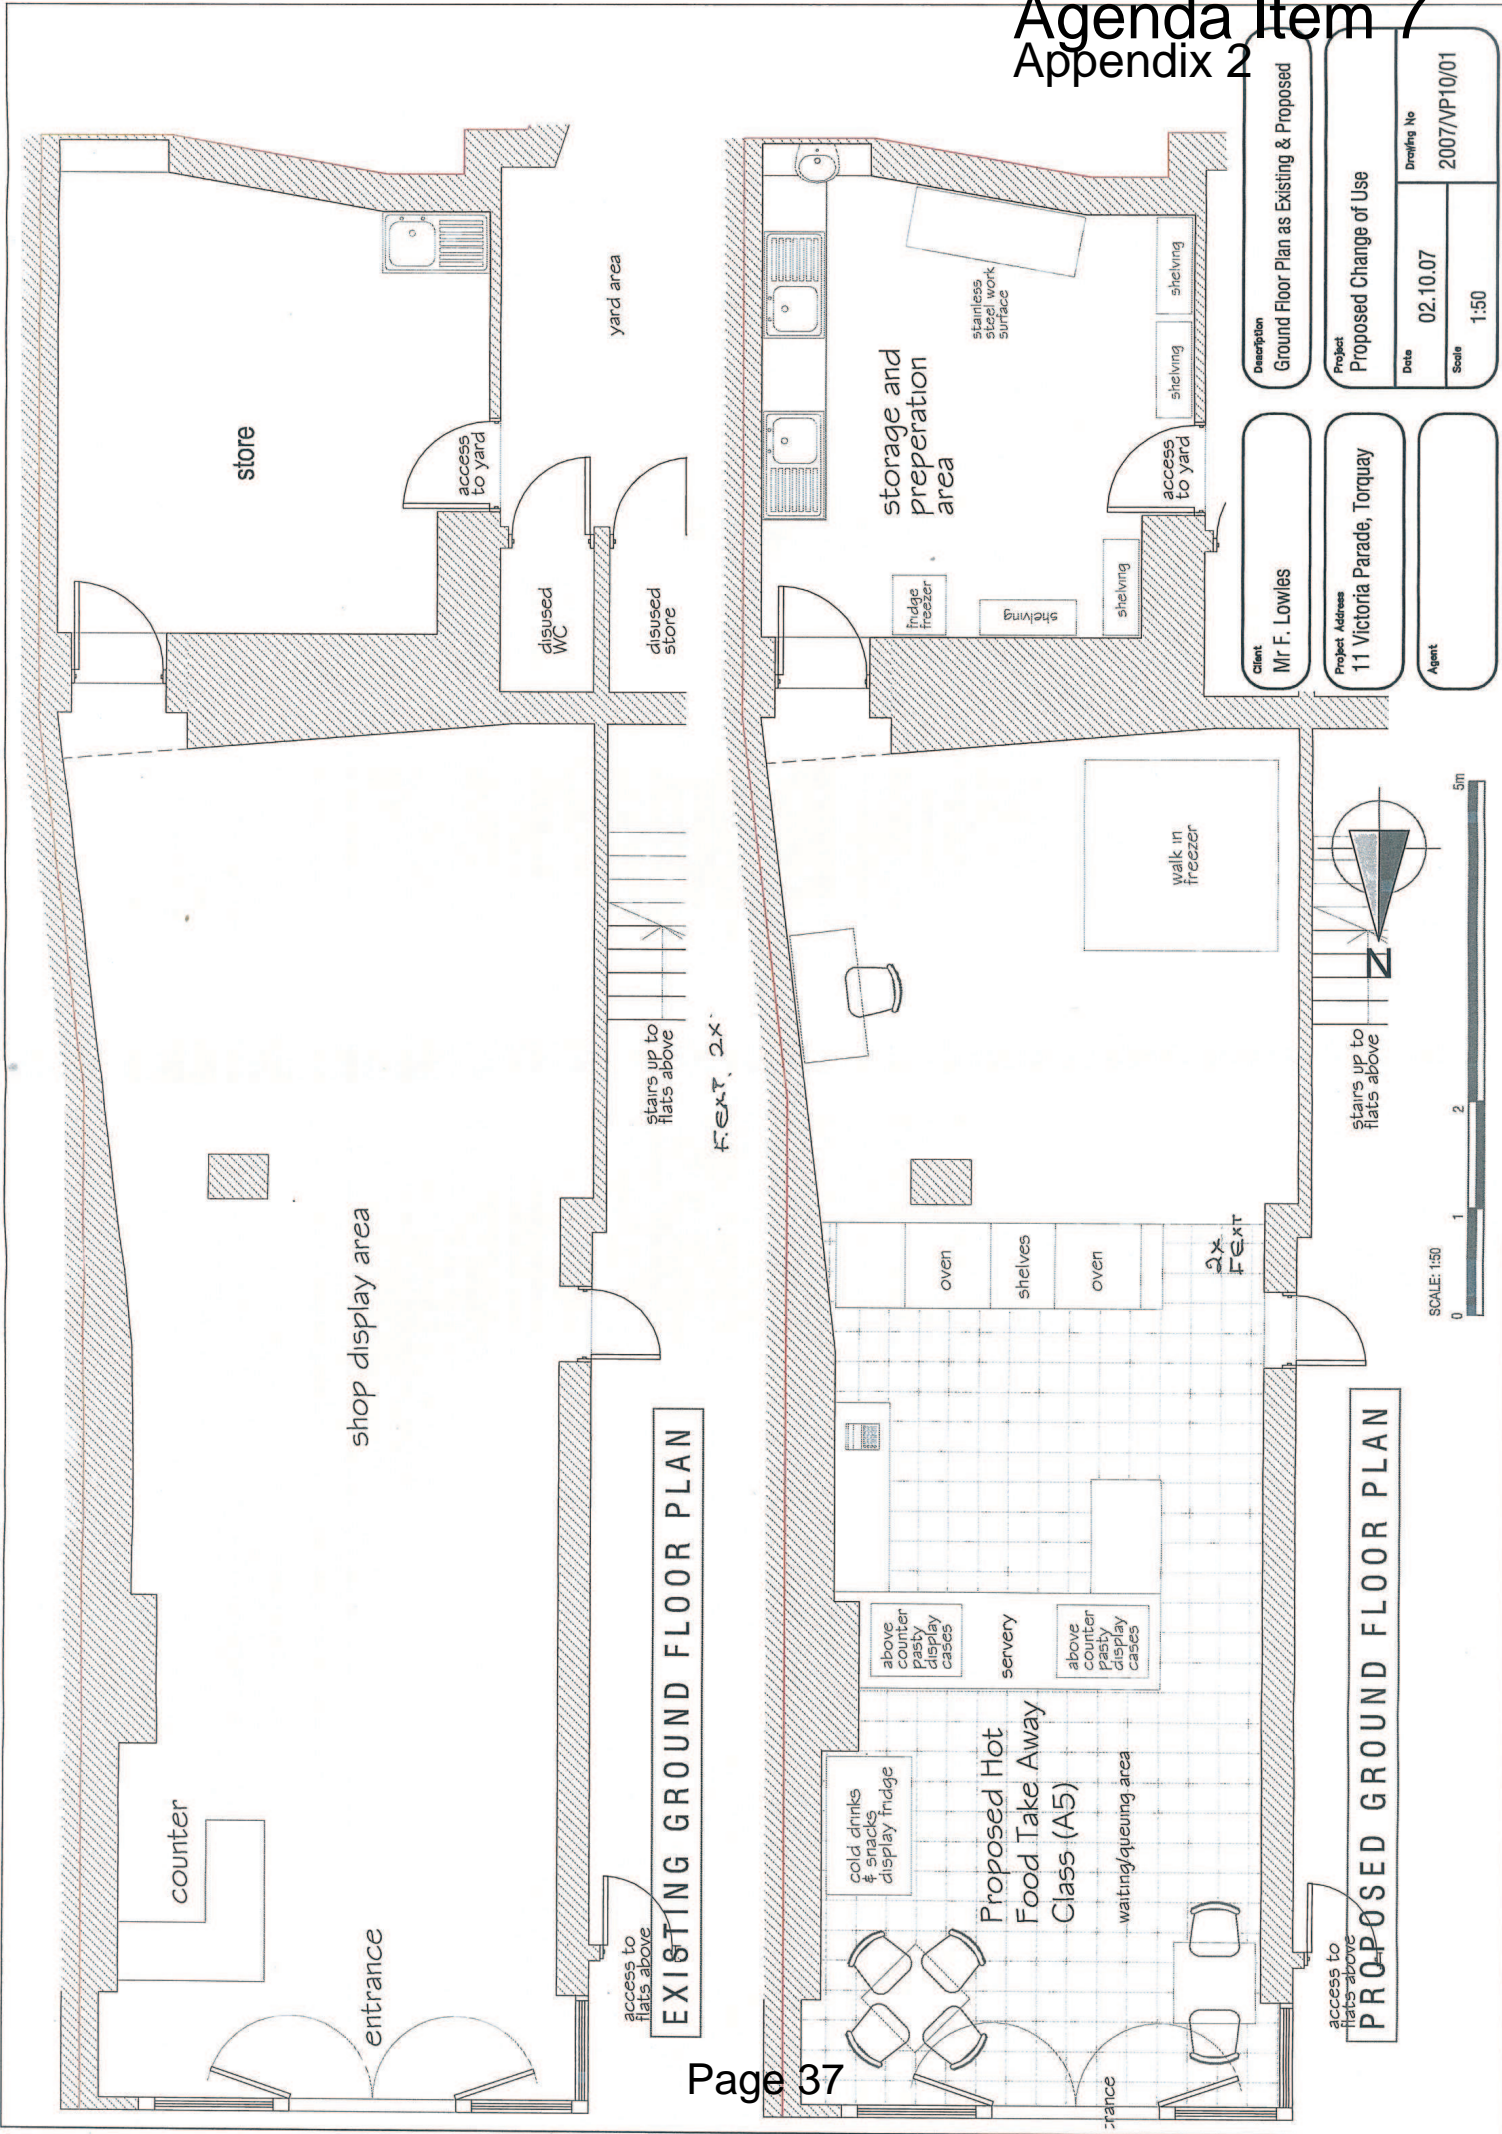 Agenda Item 7
Appendix 2
store
access
to yard
yard area
disused
WC
disused
store
shop display area
stairs up to
flats above
counter
entrance
access to
flats above
EXISTING GROUND FLOOR PLAN
F.EXT. 2X
storage and
preperation
area
stainless
steel work
surface
shelving
shelving
access
to yard
fridge
freezer
shelving
shelving
walk in
freezer
stairs up to
flats above
oven
shelves
oven
2X
FEXT
above
counter
pasty
display
cases
servery
above
counter
pasty
display
cases
cold drinks
& snacks
display fridge
Proposed Hot
Food Take Away
Class (A5)
waiting/queuing area
rance
access to
flats above
PROPOSED GROUND FLOOR PLAN
N
SCALE: 1:50
0 1 2 5m
Client
Mr F. Lowles
Project Address
11 Victoria Parade, Torquay
Agent
Description
Ground Floor Plan as Existing & Proposed
Project
Proposed Change of Use
Date
02.10.07
Drawing No
2007/VP10/01
Scale
1:50
Page 37